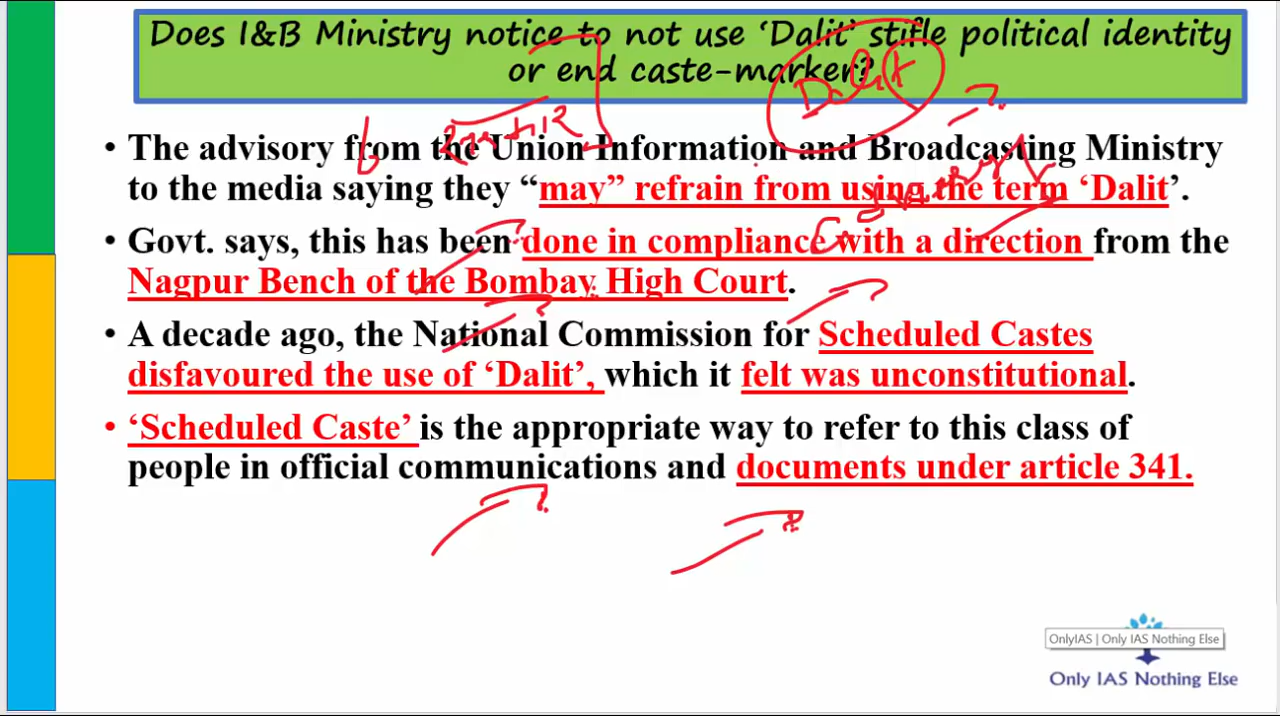 Does I&B Ministry notice to not use ‘Dalit’ stifle political identity
or end caste-marker?
Dalit
• The advisory from the Union Information and Broadcasting Ministry
to the media saying they “may” refrain from using the term ‘Dalit’.
• Govt. says, this has been done in compliance with a direction from the
Nagpur Bench of the Bombay High Court.
• A decade ago, the National Commission for Scheduled Castes
disfavoured the use of ‘Dalit’, which it felt was unconstitutional.
• ‘Scheduled Caste’ is the appropriate way to refer to this class of
people in official communications and documents under article 341.
OnlyIAS | Only IAS Nothing Else
Only IAS Nothing Else